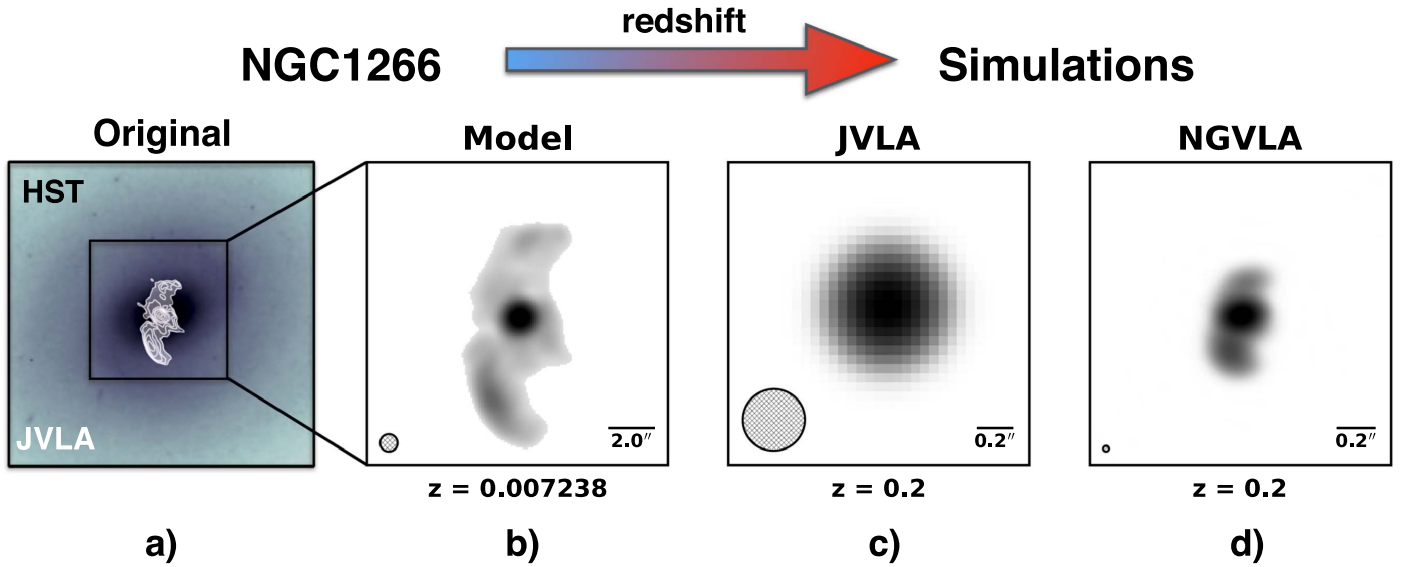 redshift
NGC1266
Simulations
Original
Model
JVLA
NGVLA
HST
JVLA
2.0″
0.2″
0.2″
z = 0.007238
z = 0.2
z = 0.2
a)
b)
c)
d)